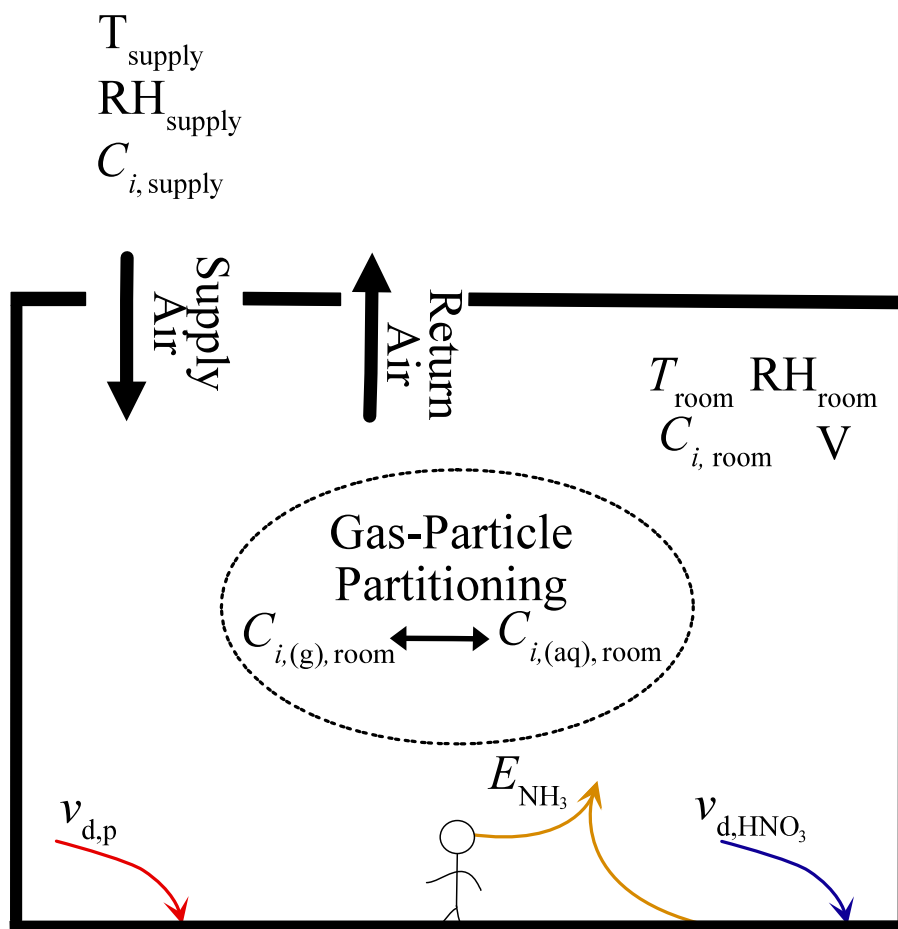 T_supply
RH_supply
C_i, supply
Supply
Air
Return
Air
T_room RH_room
C_i, room V
Gas-Particle
Partitioning
C_i,(g), room C_i,(aq), room
E_NH₃
v_d,p
v_d,HNO₃